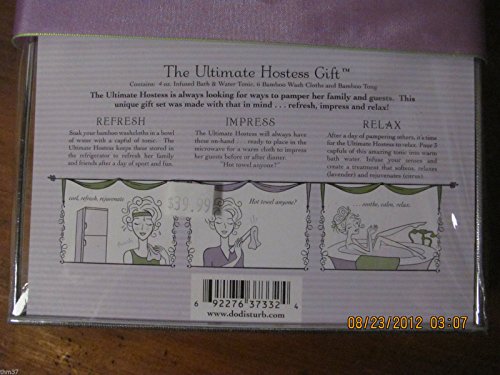 The Ultimate Hostess Gift™
Contains: 4 oz. Infused Bath & Water Tonic, 6 Bamboo Wash Cloths and Bamboo Tong
The Ultimate Hostess is always looking for ways to pamper her family and guests. This
unique gift set was made with that in mind . . . refresh, impress and relax!
REFRESH
Soak your bamboo washcloths in a bowl
of water with a capful of tonic. The
Ultimate Hostess keeps these stored in
the refrigerator to refresh her family and
friends after a day of sport and fun.
IMPRESS
The Ultimate Hostess will always have
these on-hand . . . ready to place in the
microwave for a warm cloth to impress
her guests before or after dinner.
"Hot towel anyone?"
RELAX
After a day of pampering others, it's time
for the Ultimate Hostess to relax. Pour 3
capfuls of this amazing tonic into warm
bath water. Infuse your senses and
create a treatment that softens, relaxes
(lavender) and rejuvenates (citrus).
cool, refresh, rejuvenate
$39.99
Hot towel anyone?
. . . soothe, calm, relax.
6 92276 37332 4
www.dodisturb.com
08/23/2012 03:07
thm37